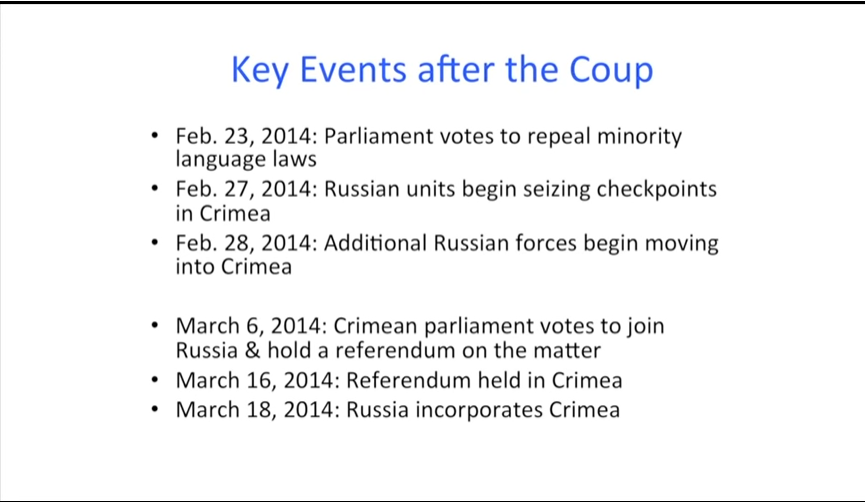 Key Events after the Coup
• Feb. 23, 2014: Parliament votes to repeal minority
language laws
• Feb. 27, 2014: Russian units begin seizing checkpoints
in Crimea
• Feb. 28, 2014: Additional Russian forces begin moving
into Crimea
• March 6, 2014: Crimean parliament votes to join
Russia & hold a referendum on the matter
• March 16, 2014: Referendum held in Crimea
• March 18, 2014: Russia incorporates Crimea